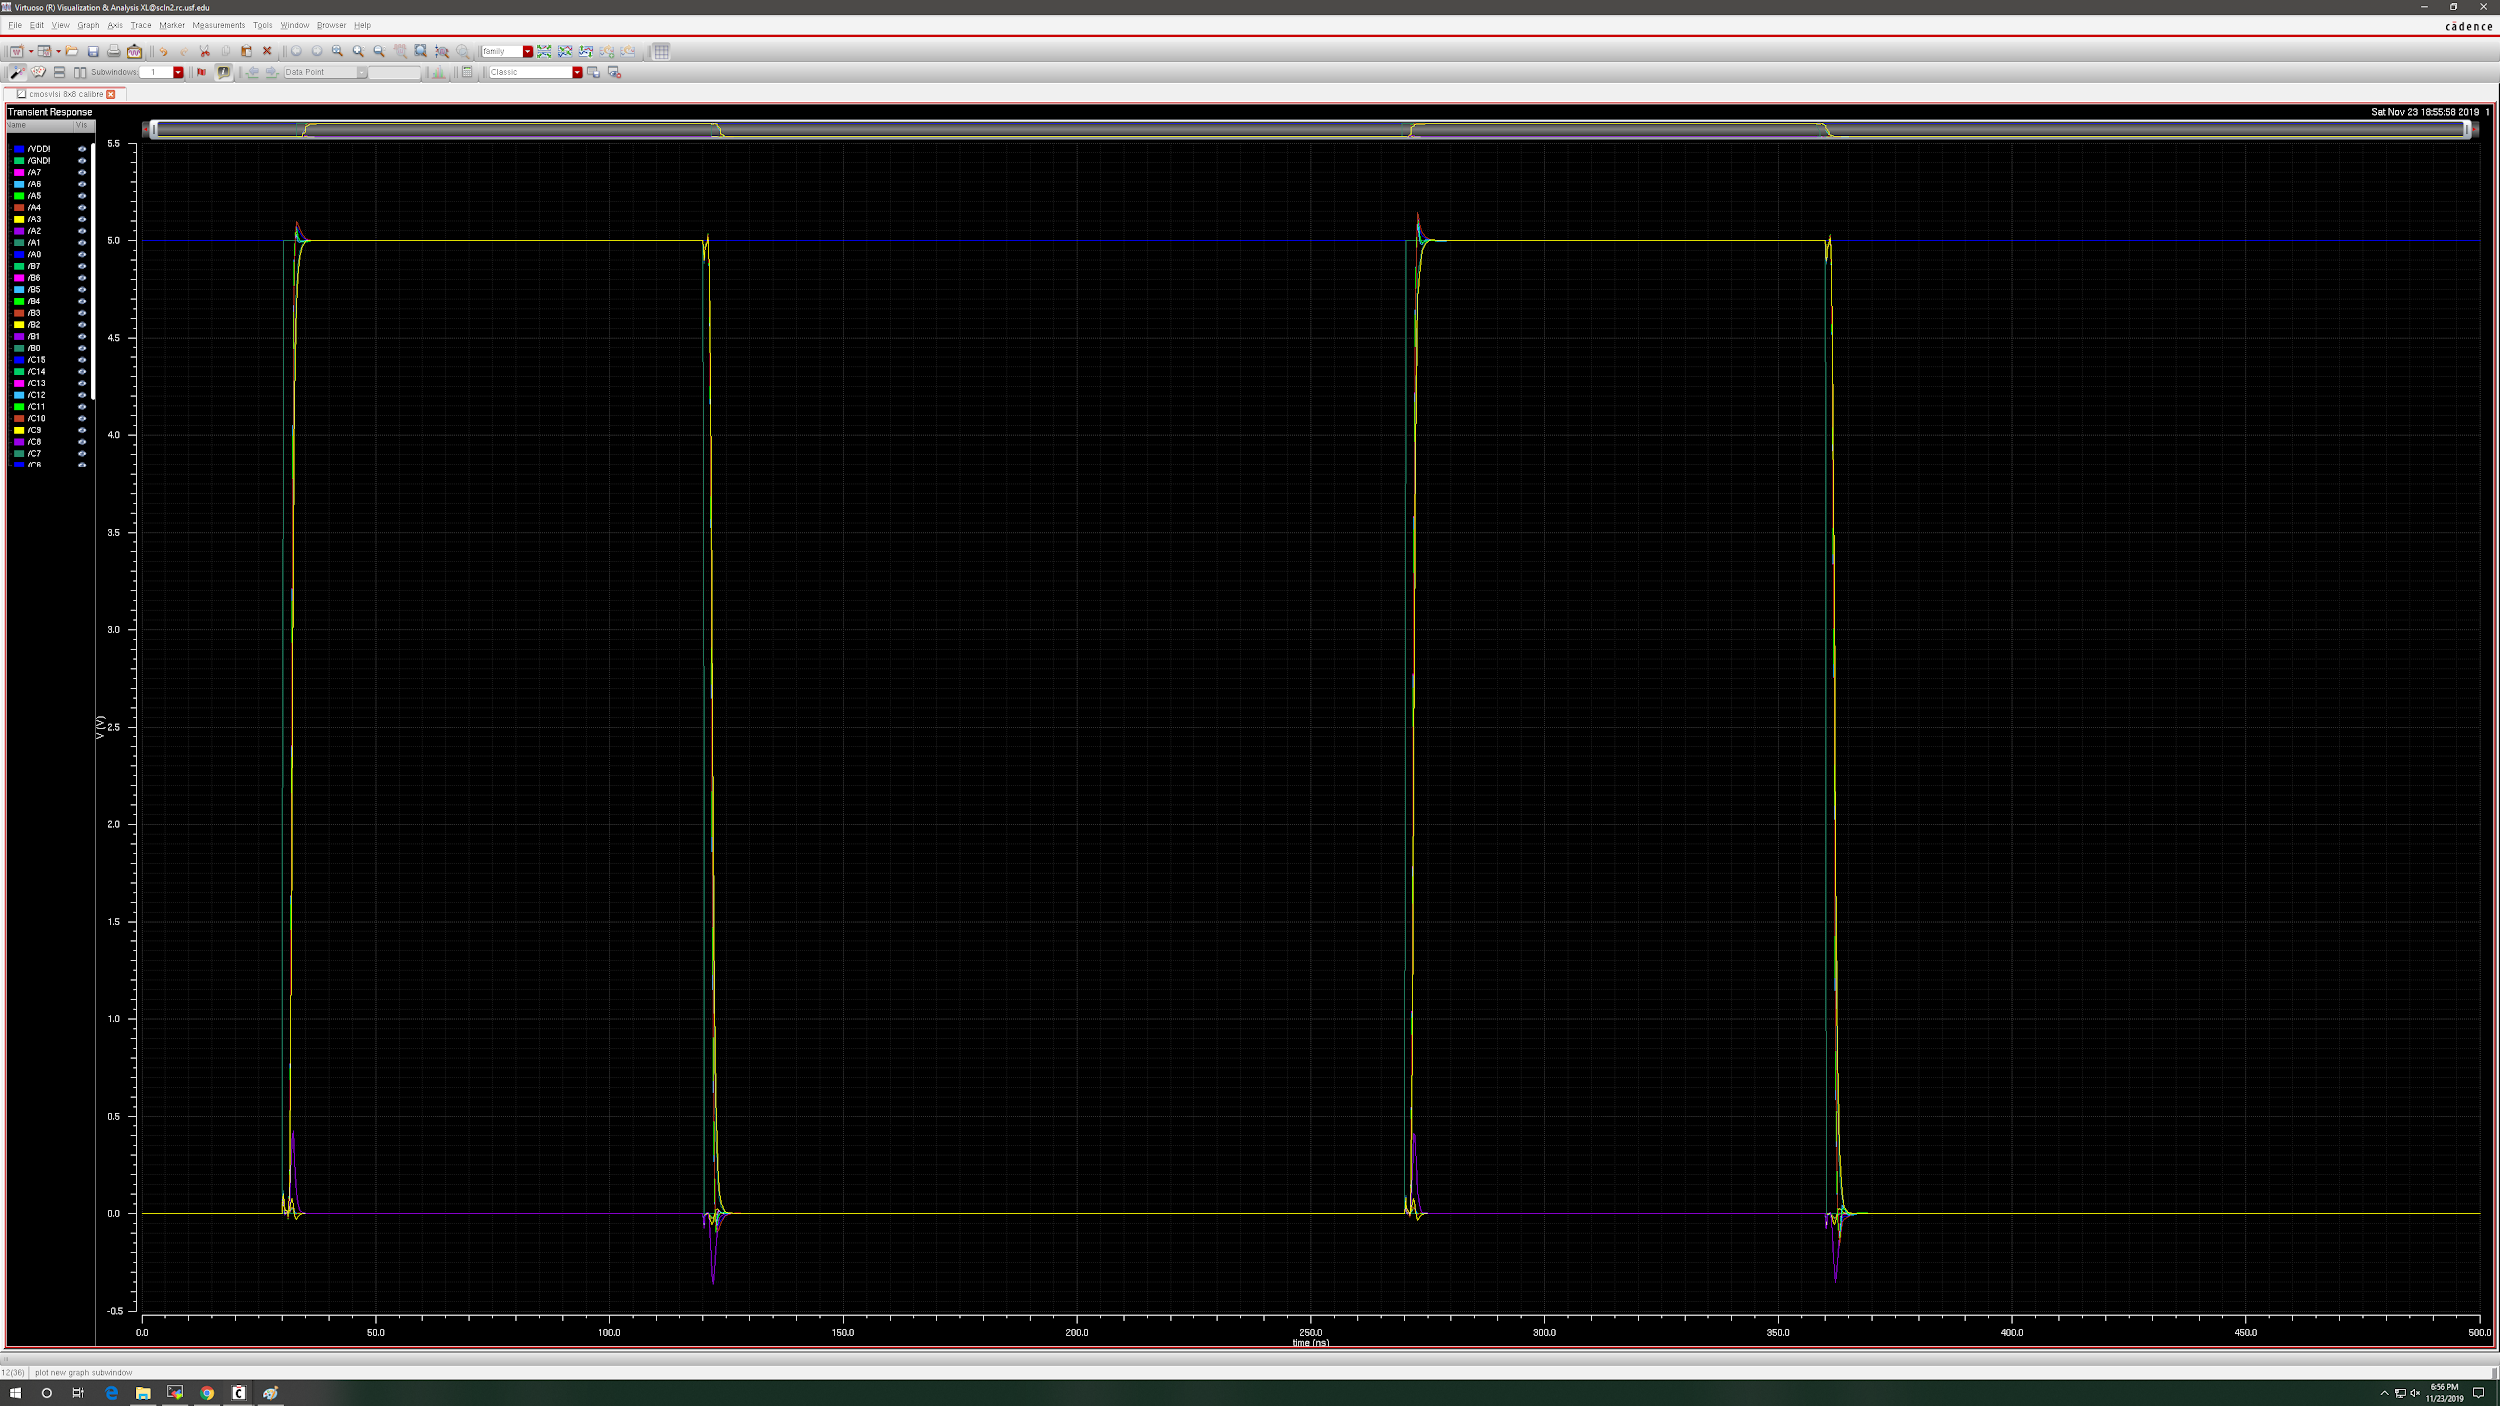 Virtuoso (R) Visualization & Analysis XL@scln2.rc.usf.edu
File Edit View Graph Axis Trace Marker Measurements Tools Window Browser Help
cādence
family
Subwindows: 1 Data Point Classic
cmosvlsi 8x8 calibre
Transient Response
Sat Nov 23 18:55:58 2019 1
Name Vis
/VDD!
/GND!
/A7
/A6
/A5
/A4
/A3
/A2
/A1
/A0
/B7
/B6
/B5
/B4
/B3
/B2
/B1
/B0
/C15
/C14
/C13
/C12
/C11
/C10
/C9
/C8
/C7
/C6
5.5
5.0
4.5
4.0
3.5
3.0
V (V)
2.5
2.0
1.5
1.0
0.5
0.0
-0.5
0.0 50.0 100.0 150.0 200.0 250.0 300.0 350.0 400.0 450.0 500.0
time (ns)
12(36) plot new graph subwindow
6:56 PM
11/23/2019